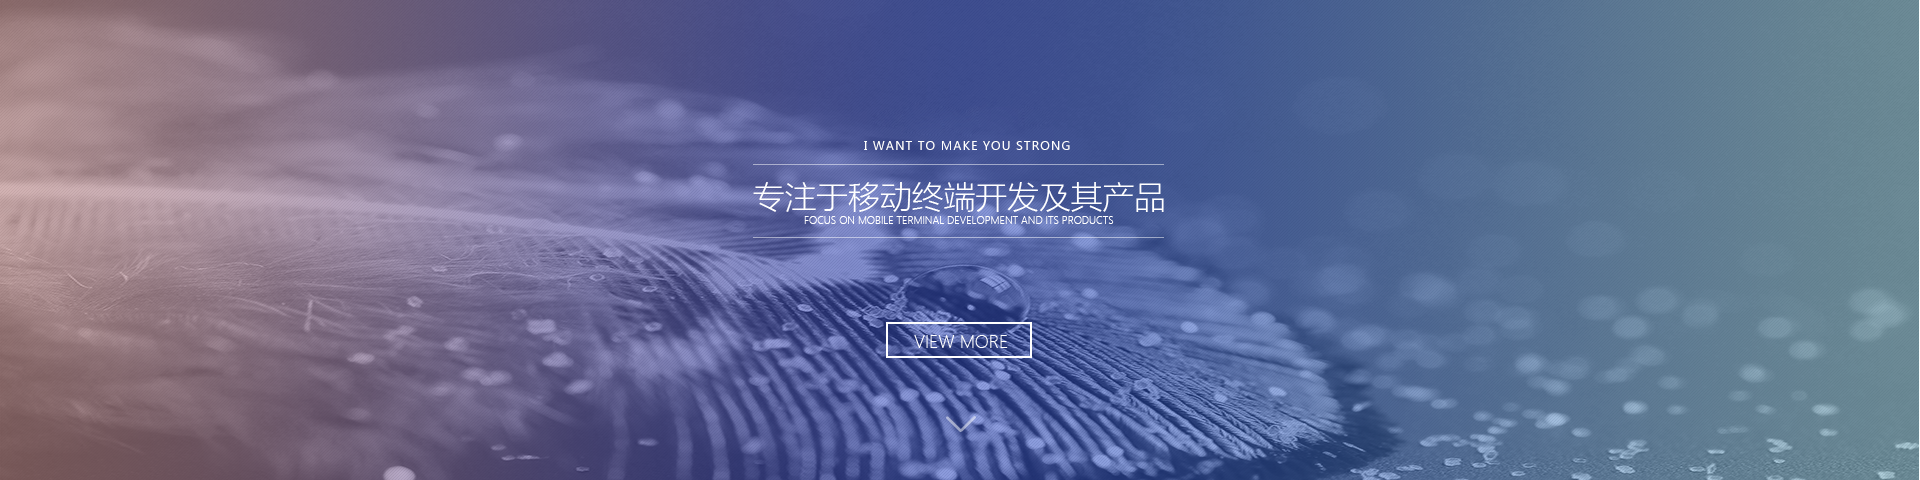 I WANT TO MAKE YOU STRONG
专注于移动终端开发及其产品
FOCUS ON MOBILE TERMINAL DEVELOPMENT AND ITS PRODUCTS
VIEW MORE